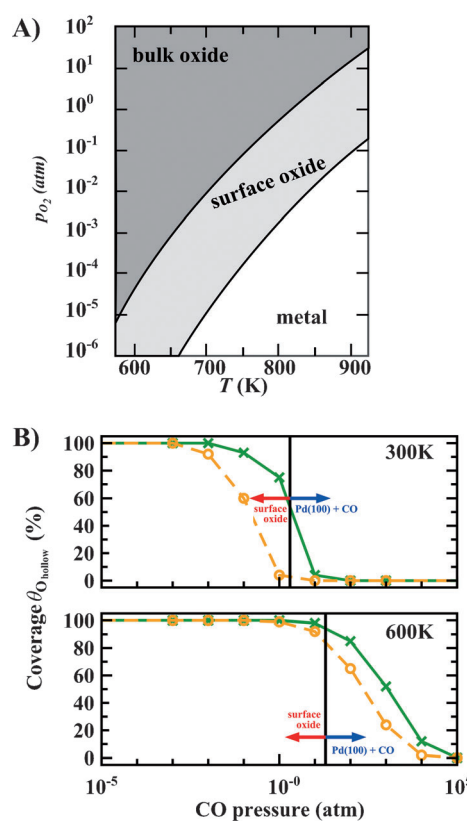 A)
10²
10¹
10⁰
10⁻¹
10⁻²
10⁻³
10⁻⁴
10⁻⁵
10⁻⁶
p_O₂ (atm)
bulk oxide
surface oxide
metal
600 700 800 900
T (K)
B)
Coverage θ_O_hollow (%)
100
80
60
40
20
0
300K
surface oxide
Pd(100) + CO
100
80
60
40
20
0
600K
surface oxide
Pd(100) + CO
10⁻⁵ 10⁻⁰
CO pressure (atm)